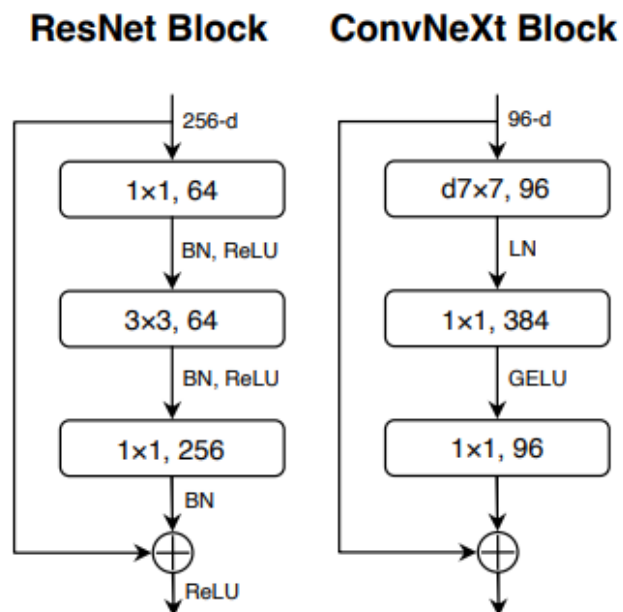 ResNet Block
256-d
1×1, 64
BN, ReLU
3×3, 64
BN, ReLU
1×1, 256
BN
ReLU
ConvNeXt Block
96-d
d7×7, 96
LN
1×1, 384
GELU
1×1, 96